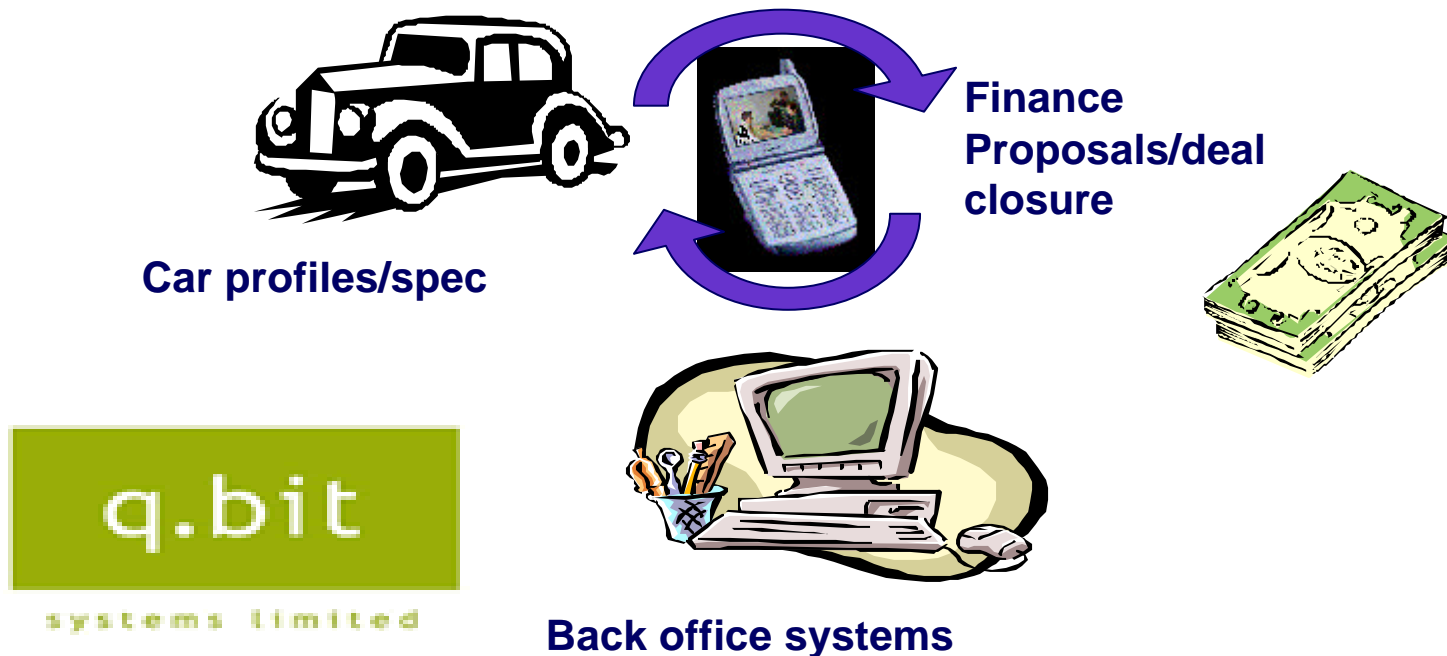 Finance
Proposals/deal
closure
Car profiles/spec
q.bit
systems limited
Back office systems